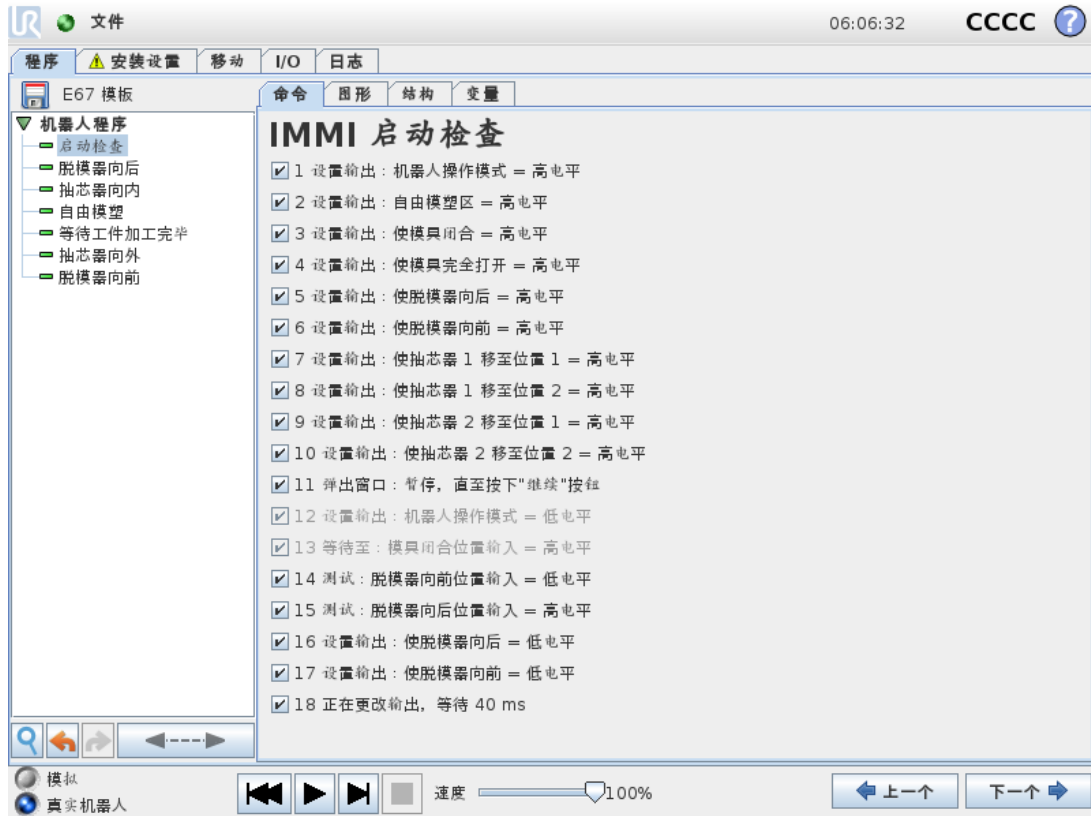 UR 文件 06:06:32 CCCC ?
程序 安装设置 移动 I/O 日志
E67 模板
命令 图形 结构 变量
机器人程序
启动检查
脱模器向后
抽芯器向内
自由模塑
等待工件加工完毕
抽芯器向外
脱模器向前
IMMI 启动检查
1 设置输出：机器人操作模式 = 高电平
2 设置输出：自由模塑区 = 高电平
3 设置输出：使模具闭合 = 高电平
4 设置输出：使模具完全打开 = 高电平
5 设置输出：使脱模器向后 = 高电平
6 设置输出：使脱模器向前 = 高电平
7 设置输出：使抽芯器 1 移至位置 1 = 高电平
8 设置输出：使抽芯器 1 移至位置 2 = 高电平
9 设置输出：使抽芯器 2 移至位置 1 = 高电平
10 设置输出：使抽芯器 2 移至位置 2 = 高电平
11 弹出窗口：暂停，直至按下"继续"按钮
12 设置输出：机器人操作模式 = 低电平
13 等待至：模具闭合位置输入 = 高电平
14 测试：脱模器向前位置输入 = 低电平
15 测试：脱模器向后位置输入 = 高电平
16 设置输出：使脱模器向后 = 低电平
17 设置输出：使脱模器向前 = 低电平
18 正在更改输出，等待 40 ms
模拟
真实机器人
速度 100%
上一个 下一个